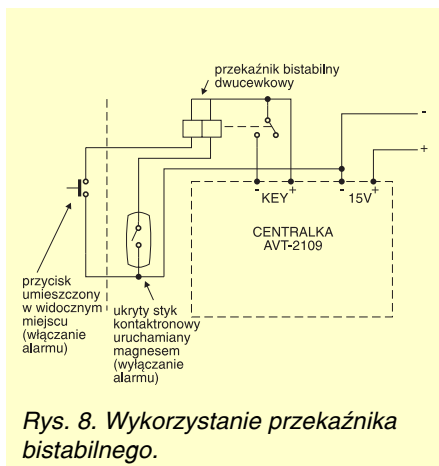 przekaźnik bistabilny
dwucewkowy
-
+
- +
KEY
- +
15V
CENTRALKA
AVT-2109
przycisk
umieszczony
w widocznym
miejscu
(włączanie
alarmu)
ukryty styk
kontaktronowy
uruchamiany
magnesem
(wyłączanie
alarmu)
Rys. 8. Wykorzystanie przekaźnika
bistabilnego.